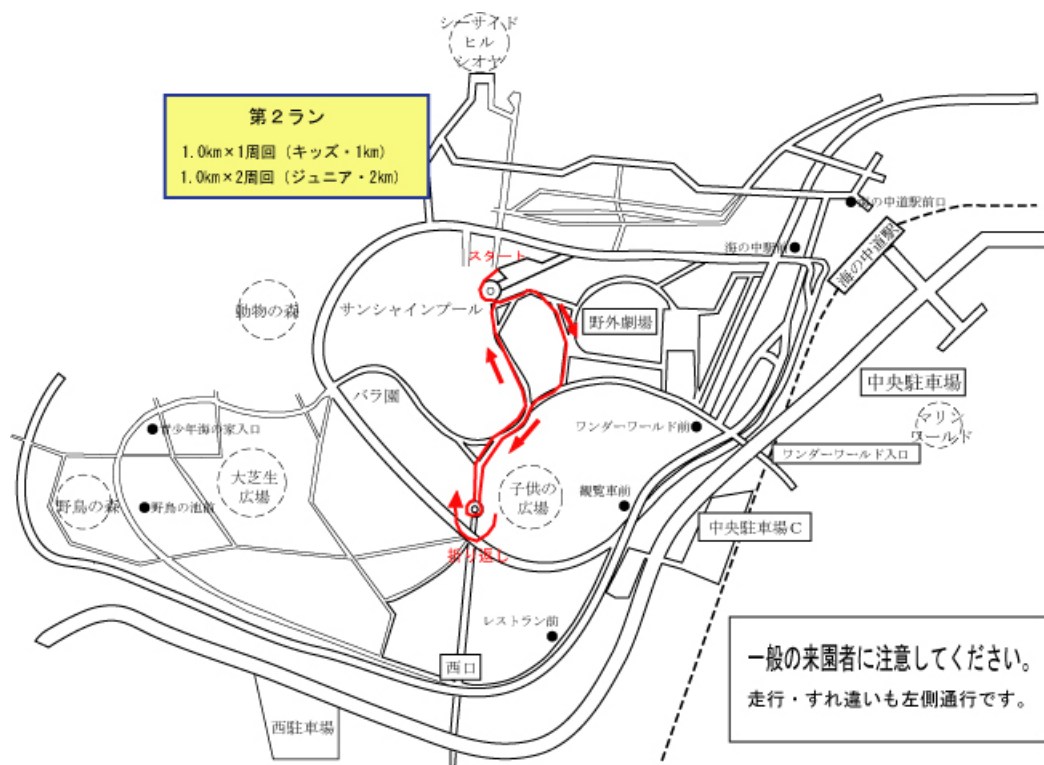 シーサイド
ヒル
シオヤ
第2ラン
1.0km×1周回 (キッズ・1km)
1.0km×2周回 (ジュニア・2km)
海の中道駅前口
海の中駅前
海の中道駅
スタート
動物の森
サンシャインプール
野外劇場
バラ園
中央駐車場
マリン
ワールド
青少年海の家入口
ワンダーワールド前
ワンダーワールド入口
大芝生
広場
子供の
広場
野鳥の森
野鳥の池前
観覧車前
中央駐車場C
折り返し
レストラン前
西口
西駐車場
一般の来園者に注意してください。
走行・すれ違いも左側通行です。